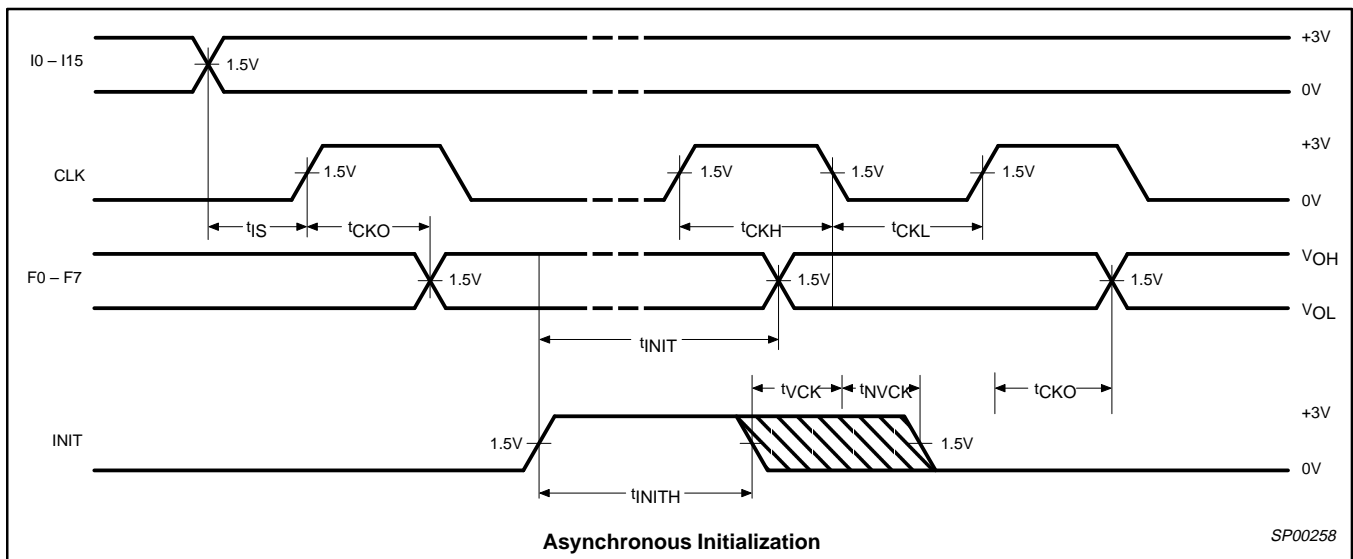 I0 – I15
1.5V
+3V
0V
CLK
1.5V
1.5V
1.5V
1.5V
+3V
0V
tIS
tCKO
tCKH
tCKL
F0 – F7
1.5V
1.5V
1.5V
VOH
VOL
tINIT
tVCK
tNVCK
tCKO
INIT
1.5V
1.5V
+3V
0V
tINITH
Asynchronous Initialization
SP00258